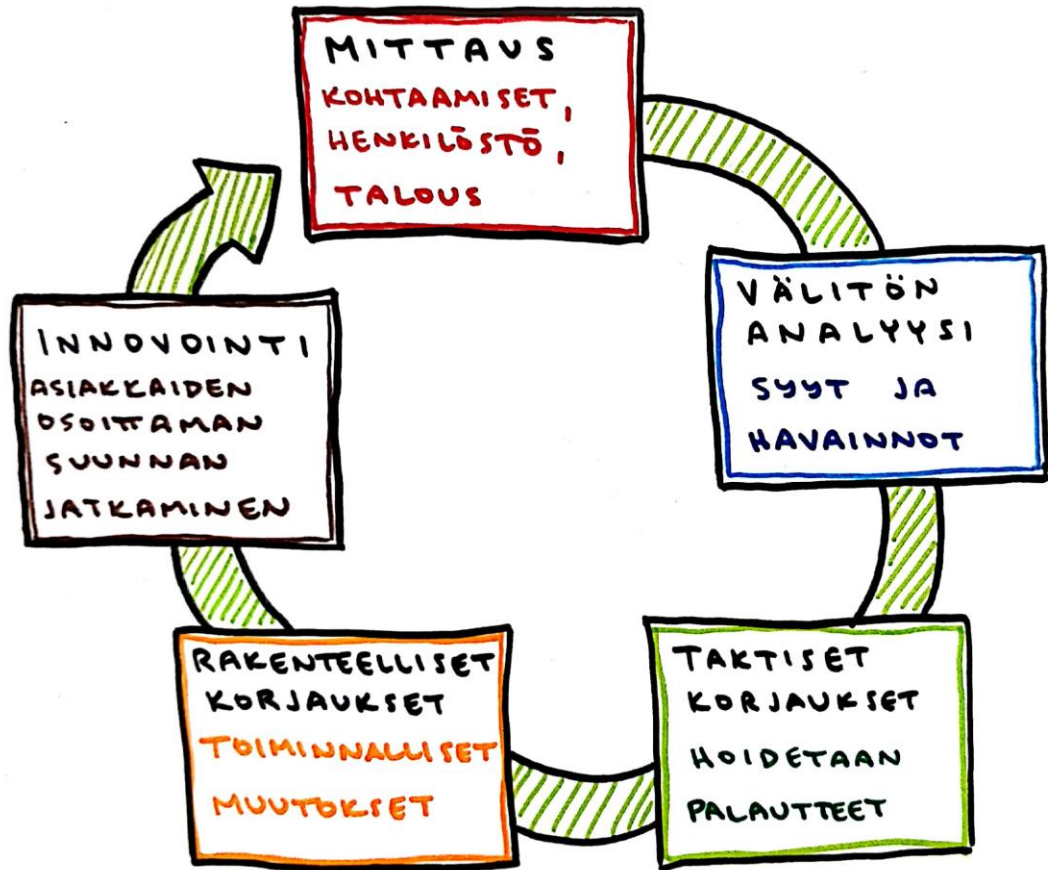 MITTAUS
KOHTAAMISET,
HENKILÖSTÖ,
TALOUS
VÄLITÖN
ANALYYSI
SYYT JA
HAVAINNOT
TAKTISET
KORJAUKSET
HOIDETAAN
PALAUTTEET
RAKENTEELLISET
KORJAUKSET
TOIMINNALLISET
MUUTOKSET
INNOVOINTI
ASIAKKAIDEN
OSOITTAMAN
SUUNNAN
JATKAMINEN